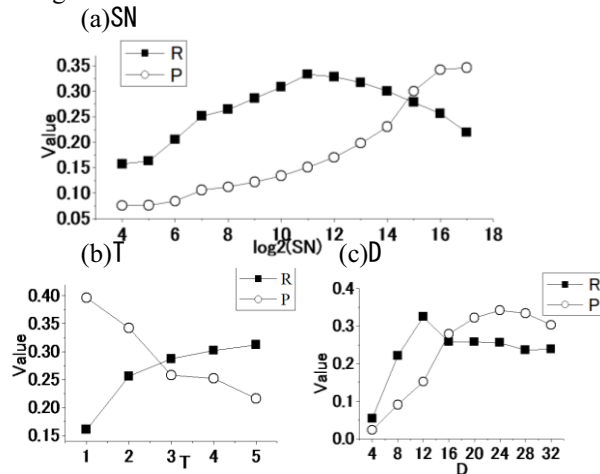 (a)SN
R
P
0.35
0.30
0.25
0.20
0.15
0.10
0.05
Value
4 6 8 10 12 14 16 18
log2(SN)
(b)T
R
P
0.40
0.35
0.30
0.25
0.20
0.15
Value
1 2 3 4 5
T
(c)D
R
P
0.4
0.3
0.2
0.1
0.0
Value
4 8 12 16 20 24 28 32
D